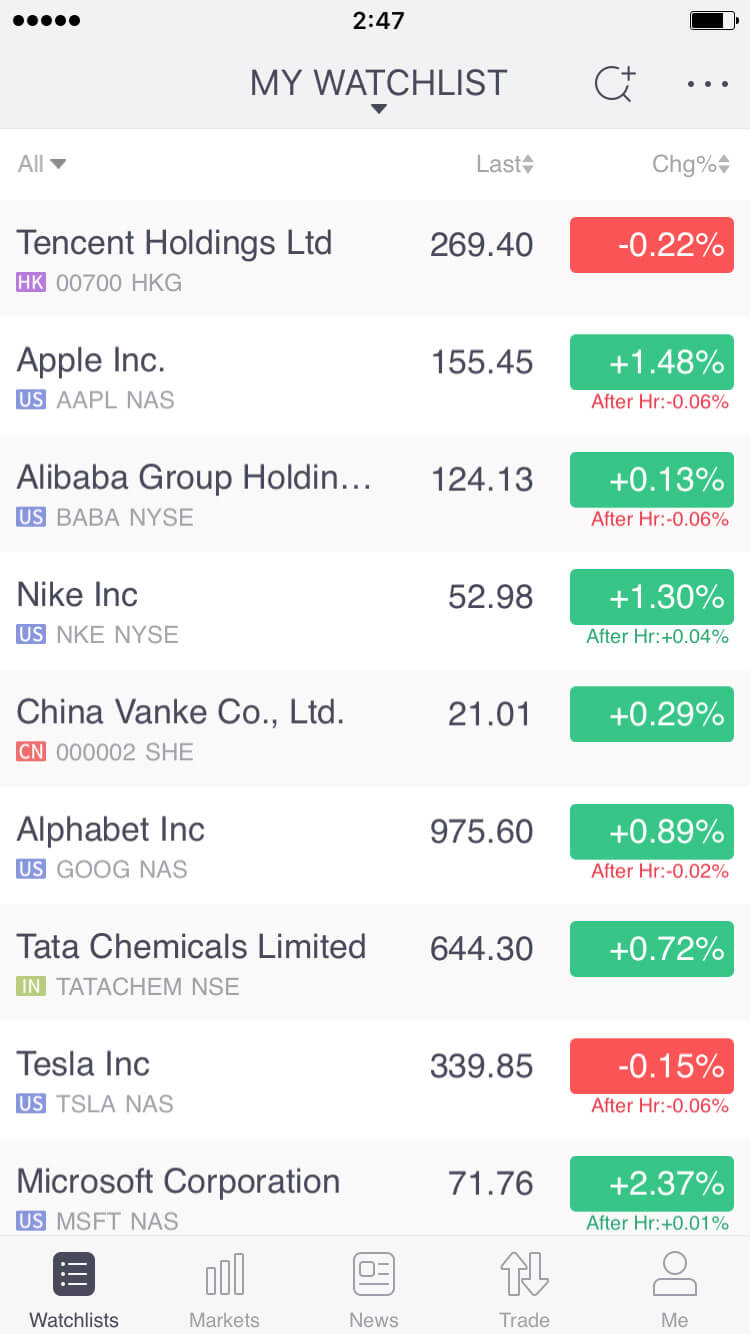 2:47
MY WATCHLIST
All Last Chg%
Tencent Holdings Ltd 269.40 -0.22%
HK 00700 HKG
Apple Inc. 155.45 +1.48%
US AAPL NAS After Hr:-0.06%
Alibaba Group Holdin... 124.13 +0.13%
US BABA NYSE After Hr:-0.06%
Nike Inc 52.98 +1.30%
US NKE NYSE After Hr:+0.04%
China Vanke Co., Ltd. 21.01 +0.29%
CN 000002 SHE
Alphabet Inc 975.60 +0.89%
US GOOG NAS After Hr:-0.02%
Tata Chemicals Limited 644.30 +0.72%
IN TATACHEM NSE
Tesla Inc 339.85 -0.15%
US TSLA NAS After Hr:-0.06%
Microsoft Corporation 71.76 +2.37%
US MSFT NAS After Hr:+0.01%
Watchlists Markets News Trade Me